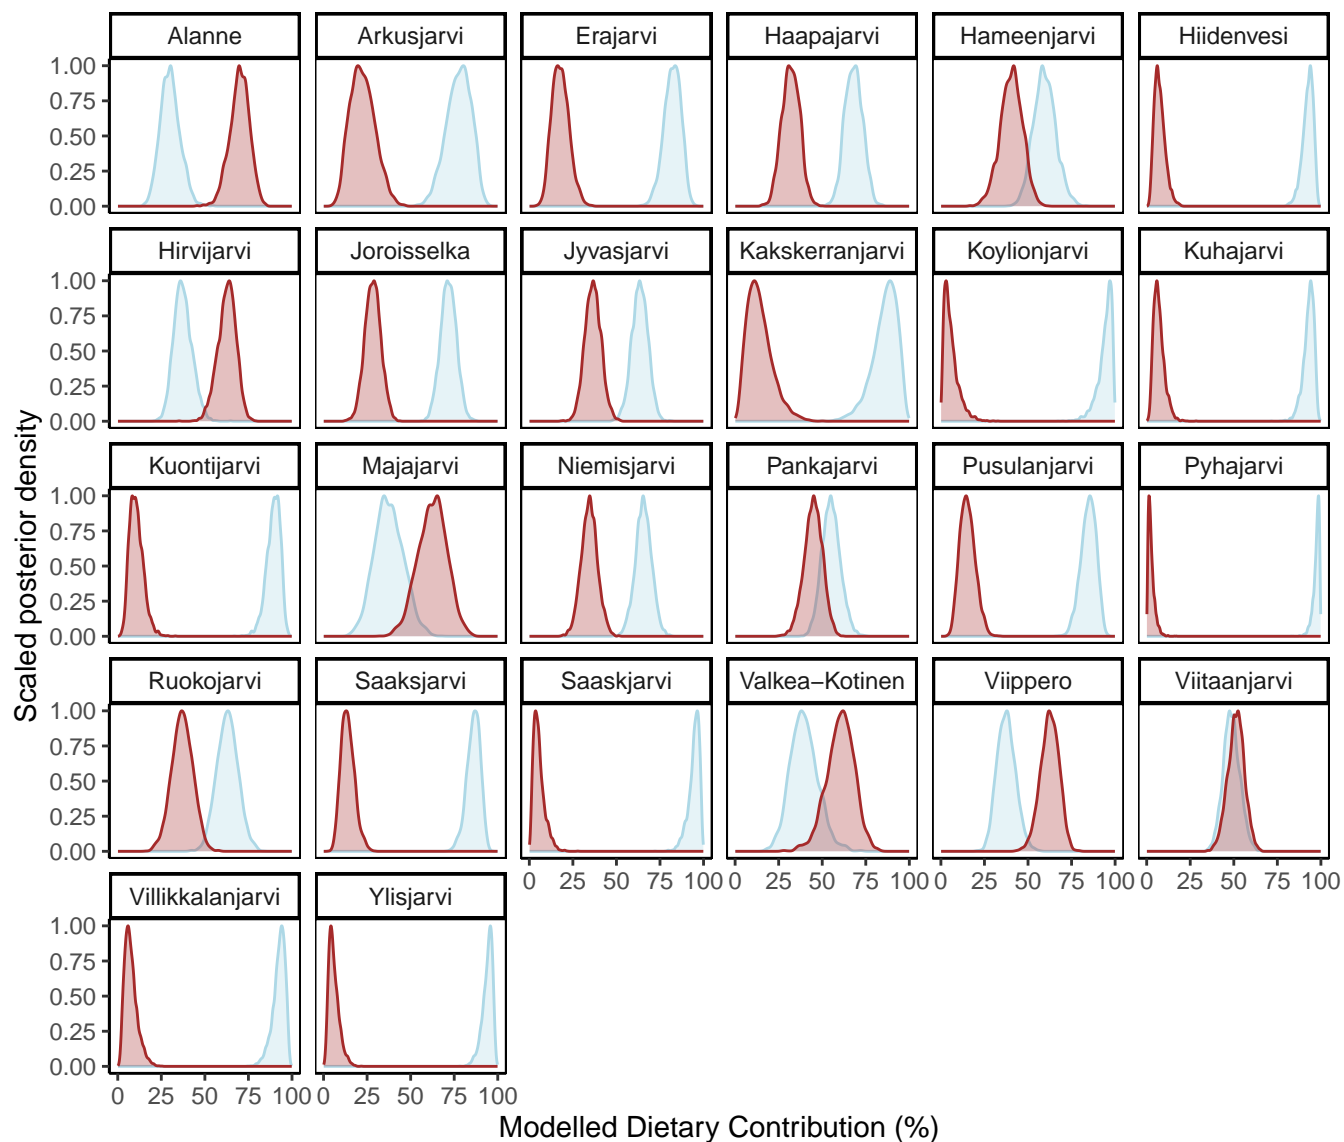 Alanne Arkusjarvi Erajarvi Haapajarvi Hameenjarvi Hiidenvesi
1.00
0.75
0.50
0.25
0.00
Hirvijarvi Joroisselka Jyvasjarvi Kakskerranjarvi Koylionjarvi Kuhajarvi
1.00
0.75
0.50
0.25
0.00
Kuontijarvi Majajarvi Niemisjarvi Pankajarvi Pusulanjarvi Pyhajarvi
1.00
0.75
0.50
0.25
0.00
Ruokojarvi Saaksjarvi Saaskjarvi Valkea−Kotinen Viippero Viitaanjarvi
1.00
0.75
0.50
0.25
0.00
0 25 50 75 100 0 25 50 75 100 0 25 50 75 100 0 25 50 75 100
Villikkalanjarvi Ylisjarvi
1.00
0.75
0.50
0.25
0.00
0 25 50 75 100 0 25 50 75 100
Scaled posterior density
Modelled Dietary Contribution (%)